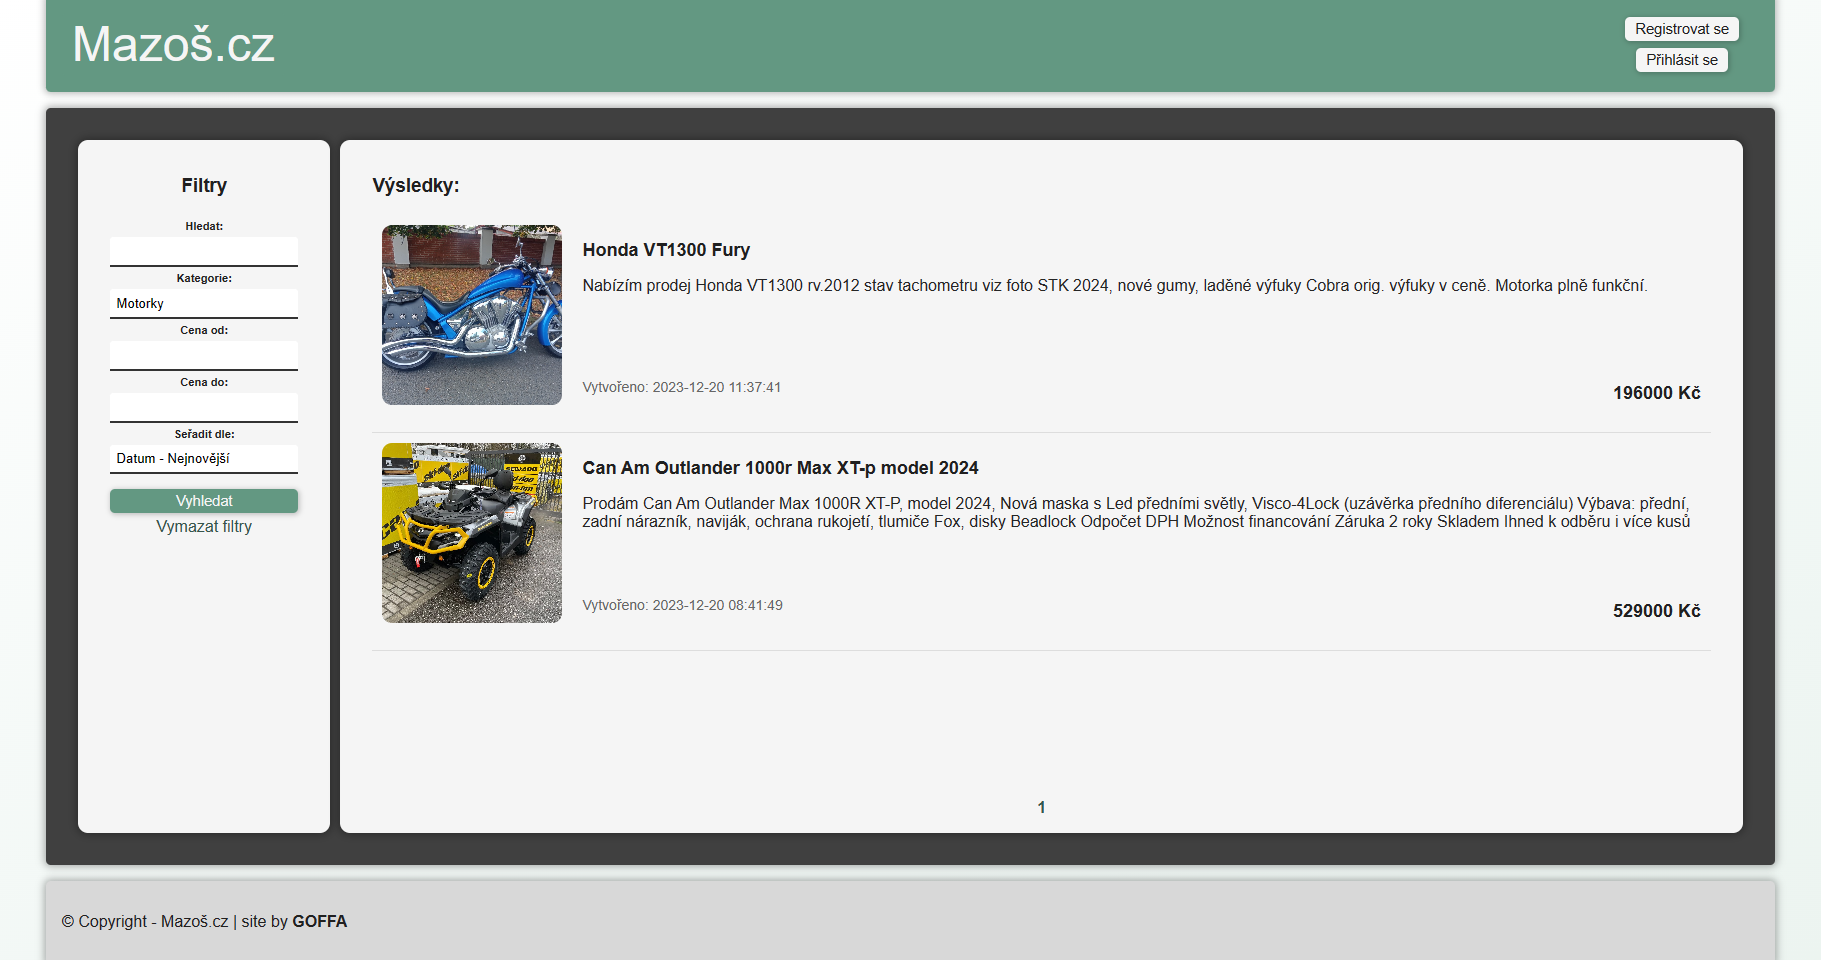 Mazoš.cz
Registrovat se
Přihlásit se
Filtry
Hledat:
Kategorie:
Motorky
Cena od:
Cena do:
Seřadit dle:
Datum - Nejnovější
Vyhledat
Vymazat filtry
Výsledky:
Honda VT1300 Fury
Nabízím prodej Honda VT1300 rv.2012 stav tachometru viz foto STK 2024, nové gumy, laděné výfuky Cobra orig. výfuky v ceně. Motorka plně funkční.
Vytvořeno: 2023-12-20 11:37:41
196000 Kč
Can Am Outlander 1000r Max XT-p model 2024
Prodám Can Am Outlander Max 1000R XT-P, model 2024, Nová maska s Led předními světly, Visco-4Lock (uzávěrka předního diferenciálu) Výbava: přední,
zadní nárazník, naviják, ochrana rukojetí, tlumiče Fox, disky Beadlock Odpočet DPH Možnost financování Záruka 2 roky Skladem Ihned k odběru i více kusů
Vytvořeno: 2023-12-20 08:41:49
529000 Kč
1
© Copyright - Mazoš.cz | site by GOFFA